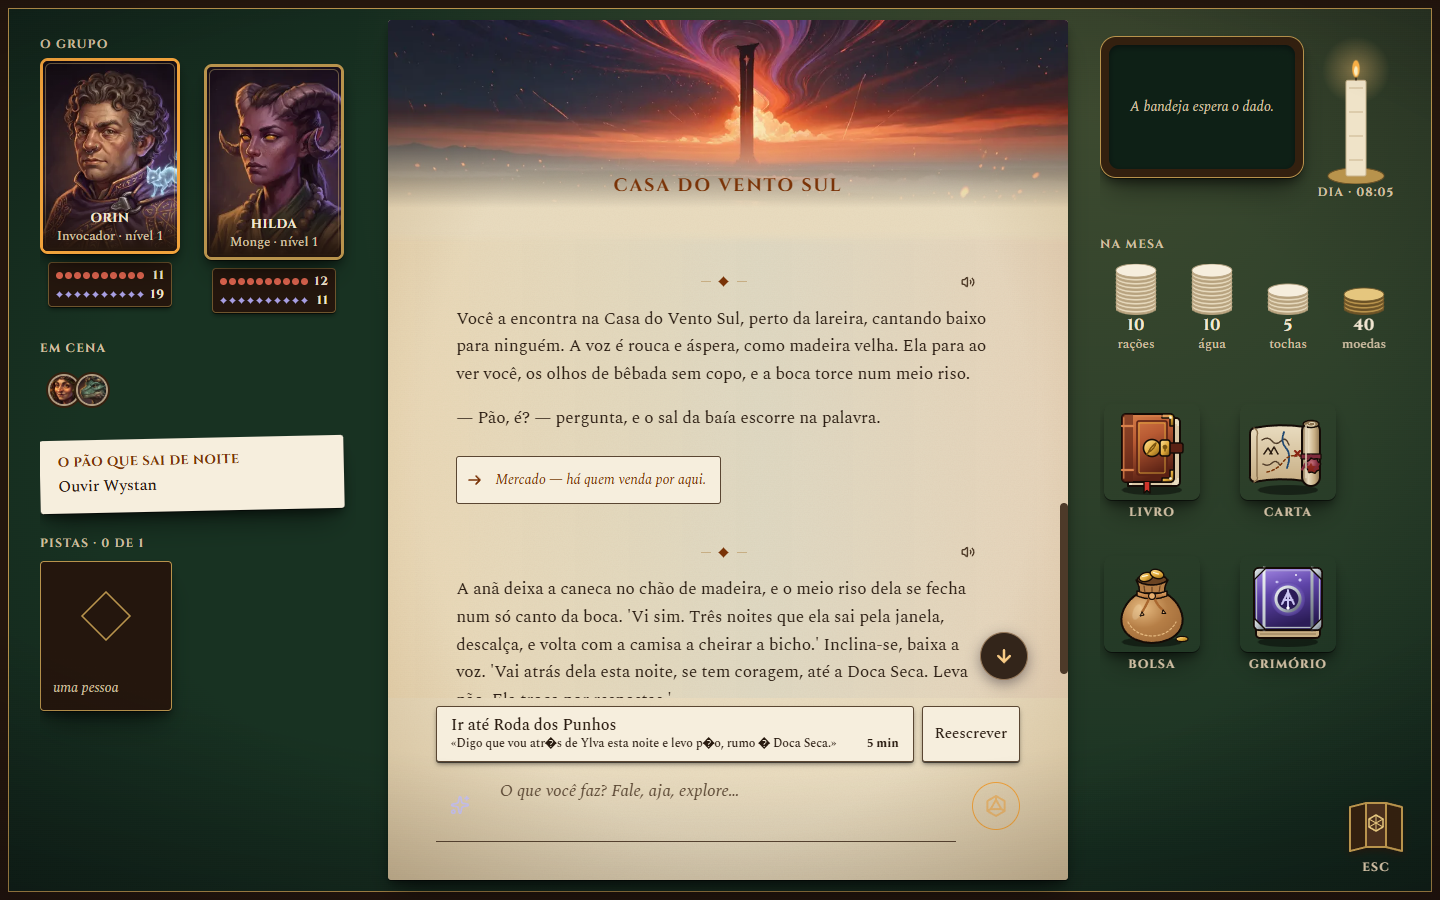 O GRUPO
ORIN
Invocador · nível 1
11
19
HILDA
Monge · nível 1
12
11
EM CENA
O PÃO QUE SAI DE NOITE
Ouvir Wystan
PISTAS · 0 DE 1
uma pessoa
CASA DO VENTO SUL
Você a encontra na Casa do Vento Sul, perto da lareira, cantando baixo
para ninguém. A voz é rouca e áspera, como madeira velha. Ela para ao
ver você, os olhos de bêbada sem copo, e a boca torce num meio riso.
— Pão, é? — pergunta, e o sal da baía escorre na palavra.
→ Mercado — há quem venda por aqui.
A anã deixa a caneca no chão de madeira, e o meio riso dela se fecha
num só canto da boca. 'Vi sim. Três noites que ela sai pela janela,
descalça, e volta com a camisa a cheirar a bicho.' Inclina-se, baixa a
voz. 'Vai atrás dela esta noite, se tem coragem, até a Doca Seca. Leva
Ir até Roda dos Punhos
«Digo que vou atr�s de Ylva esta noite e levo p�o, rumo � Doca Seca.» 5 min
Reescrever
O que você faz? Fale, aja, explore...
A bandeja espera o dado.
DIA · 08:05
NA MESA
10
rações
10
água
5
tochas
40
moedas
LIVRO
CARTA
BOLSA
GRIMÓRIO
ESC